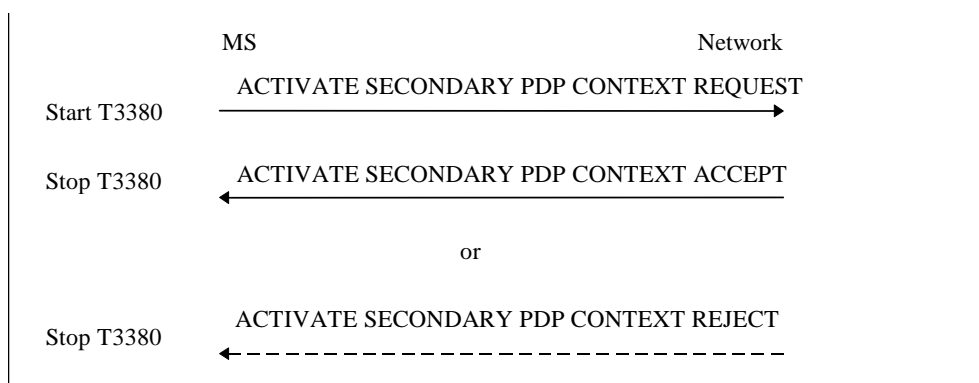 MS Network
ACTIVATE SECONDARY PDP CONTEXT REQUEST
Start T3380
ACTIVATE SECONDARY PDP CONTEXT ACCEPT
Stop T3380
or
ACTIVATE SECONDARY PDP CONTEXT REJECT
Stop T3380